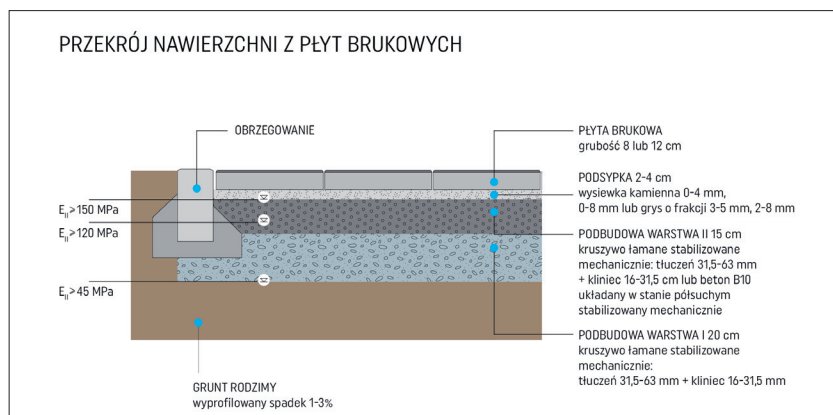 PRZEKRÓJ NAWIERZCHNI Z PŁYT BRUKOWYCH
OBRZEGOWANIE
E_II>150 MPa
E_II>120 MPa
E_II>45 MPa
GRUNT RODZIMY
wyprofilowany spadek 1-3%
PŁYTA BRUKOWA
grubość 8 lub 12 cm
PODSYPKA 2-4 cm
wysiewka kamienna 0-4 mm,
0-8 mm lub grys o frakcji 3-5 mm, 2-8 mm
PODBUDOWA WARSTWA II 15 cm
kruszywo łamane stabilizowane
mechanicznie: tłuczeń 31,5-63 mm
+ kliniec 16-31,5 cm lub beton B10
układany w stanie półsuchym
stabilizowany mechanicznie
PODBUDOWA WARSTWA I 20 cm
kruszywo łamane stabilizowane
mechanicznie:
tłuczeń 31,5-63 mm + kliniec 16-31,5 mm